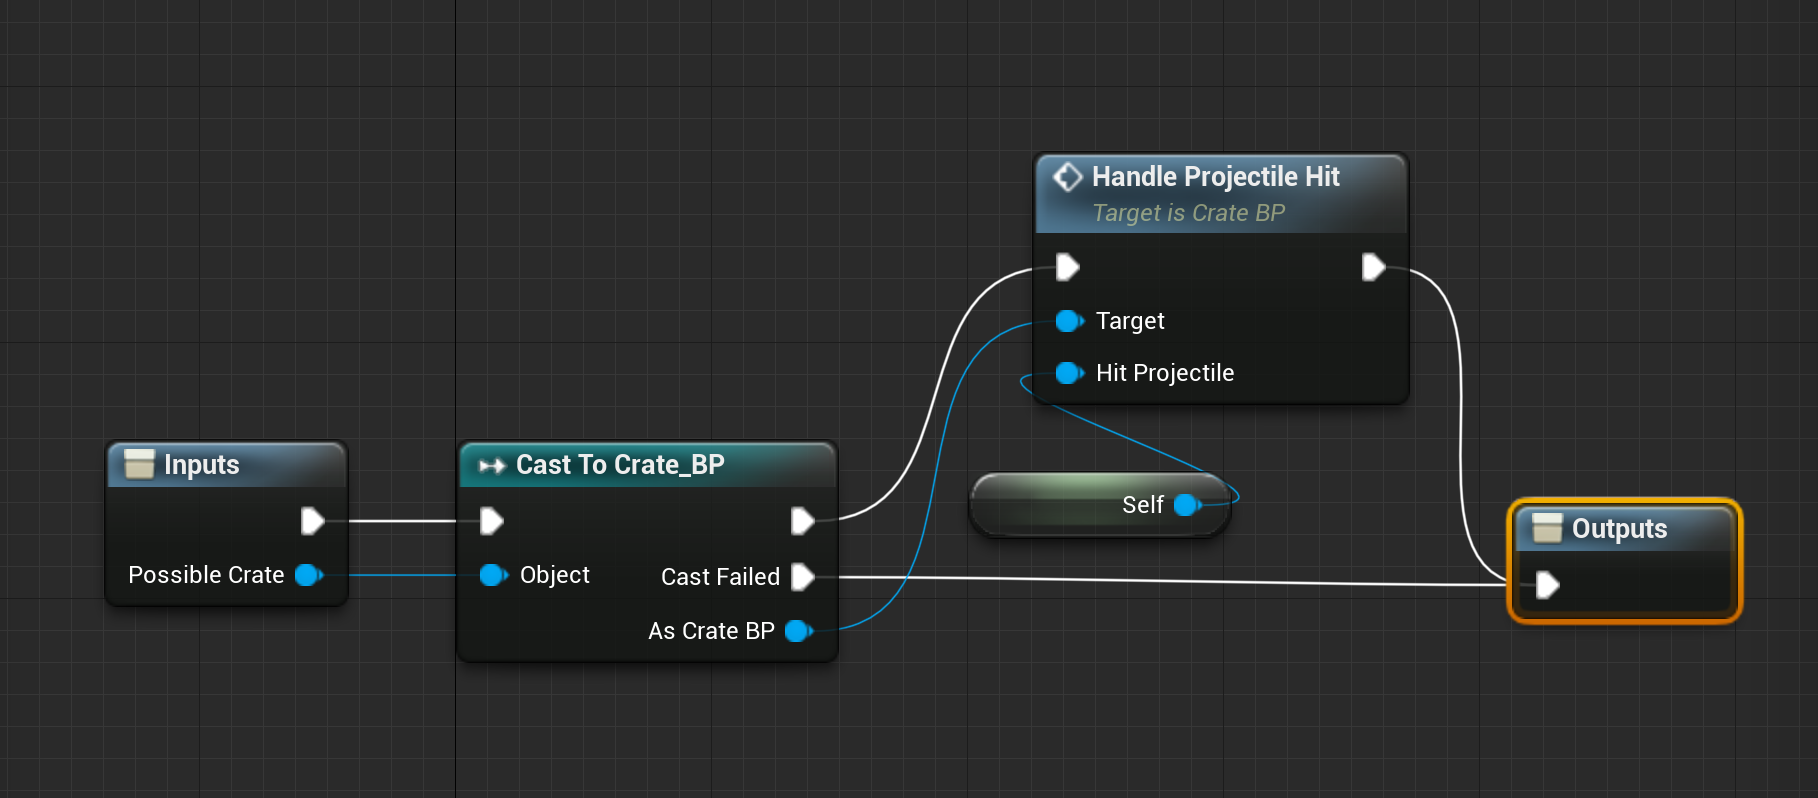 Inputs
Possible Crate
Cast To Crate_BP
Object
Cast Failed
As Crate BP
Handle Projectile Hit
Target is Crate BP
Target
Hit Projectile
Self
Outputs